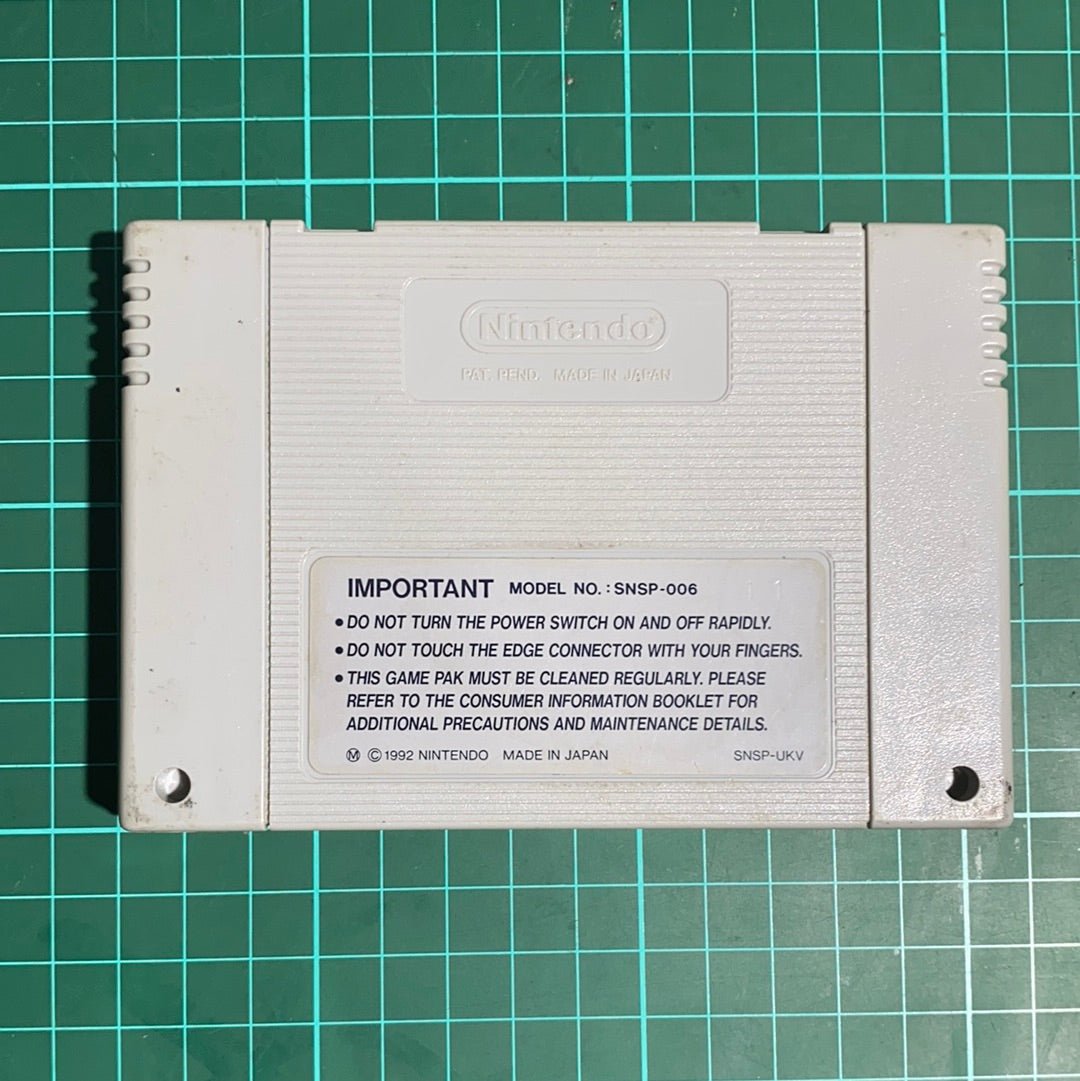 Nintendo®
PAT. PEND. MADE IN JAPAN
IMPORTANT MODEL NO.: SNSP-006 11
• DO NOT TURN THE POWER SWITCH ON AND OFF RAPIDLY.
• DO NOT TOUCH THE EDGE CONNECTOR WITH YOUR FINGERS.
• THIS GAME PAK MUST BE CLEANED REGULARLY. PLEASE
REFER TO THE CONSUMER INFORMATION BOOKLET FOR
ADDITIONAL PRECAUTIONS AND MAINTENANCE DETAILS.
Ⓜ ©1992 NINTENDO MADE IN JAPAN SNSP-UKV